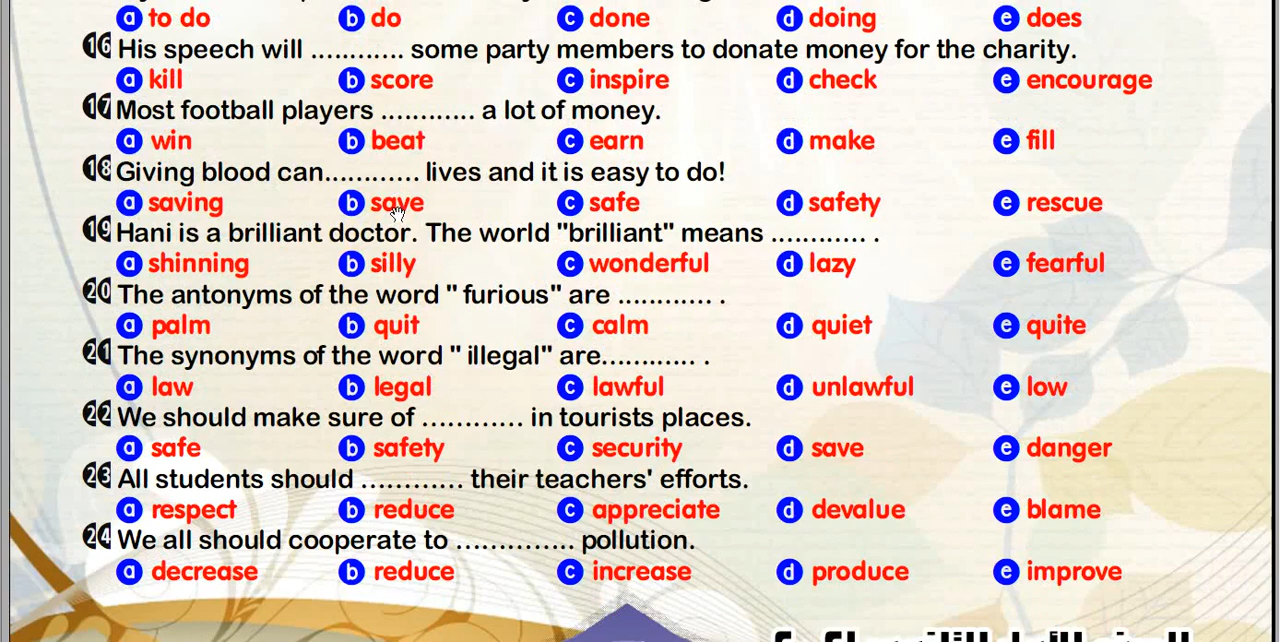 a to do b do c done d doing e does
16 His speech will ............ some party members to donate money for the charity.
a kill b score c inspire d check e encourage
17 Most football players ............ a lot of money.
a win b beat c earn d make e fill
18 Giving blood can............ lives and it is easy to do!
a saving b save c safe d safety e rescue
19 Hani is a brilliant doctor. The world "brilliant" means ............ .
a shinning b silly c wonderful d lazy e fearful
20 The antonyms of the word " furious" are ............ .
a palm b quit c calm d quiet e quite
21 The synonyms of the word " illegal" are............ .
a law b legal c lawful d unlawful e low
22 We should make sure of ............. in tourists places.
a safe b safety c security d save e danger
23 All students should ............. their teachers' efforts.
a respect b reduce c appreciate d devalue e blame
24 We all should cooperate to .............. pollution.
a decrease b reduce c increase d produce e improve